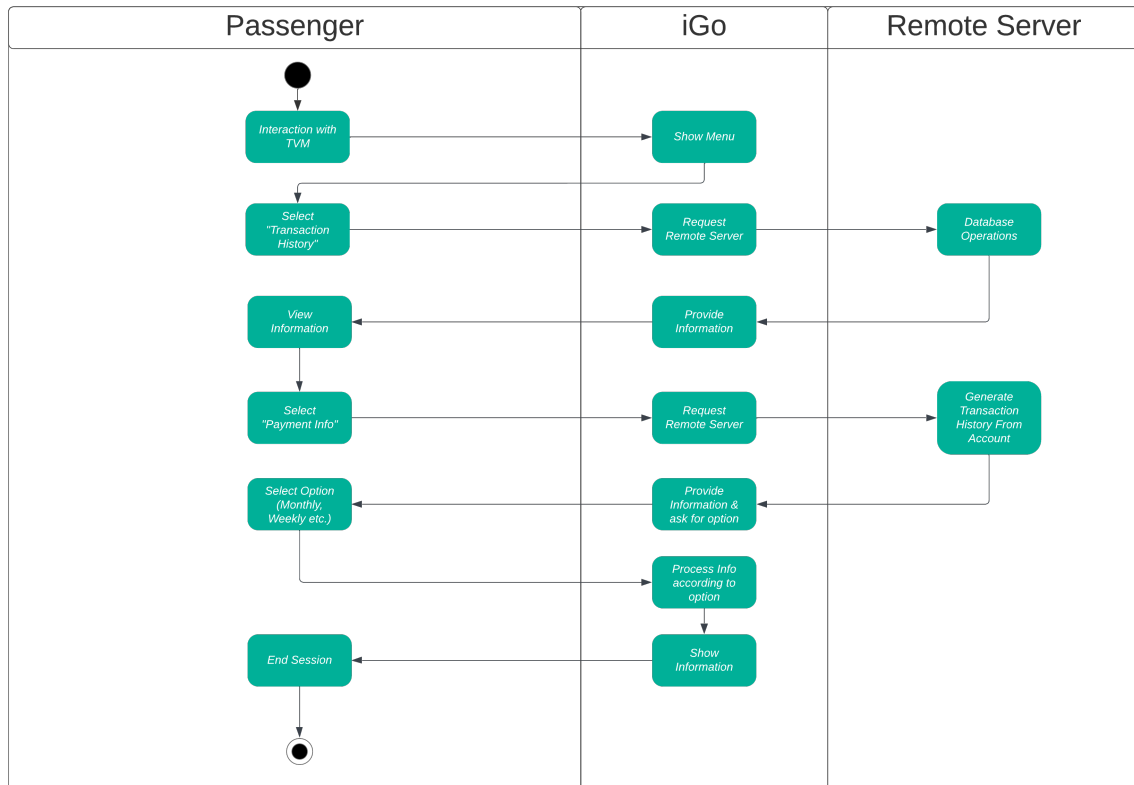 Passenger
iGo
Remote Server
Interaction with
TVM
Show Menu
Select
"Transaction
History"
Request
Remote Server
Database
Operations
View
Information
Provide
Information
Select
"Payment Info"
Request
Remote Server
Generate
Transaction
History From
Account
Select Option
(Monthly,
Weekly etc.)
Provide
Information &
ask for option
Process Info
according to
option
End Session
Show
Information